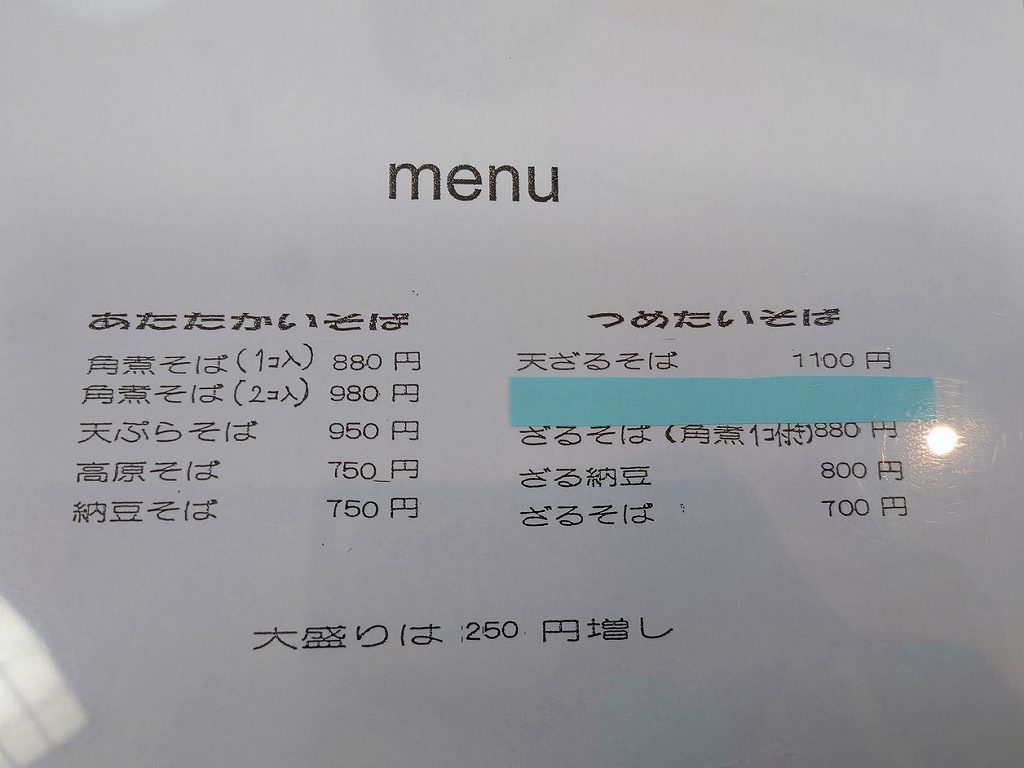 menu
あたたかいそば
角煮そば(1コ入) 880 円
角煮そば(2コ入) 980 円
天ぷらそば 950 円
高原そば 750 円
納豆そば 750 円
つめたいそば
天ざるそば 1100 円
ざるそば(角煮1コ付き)880 円
ざる納豆 800 円
ざるそば 700 円
大盛りは 250 円増し